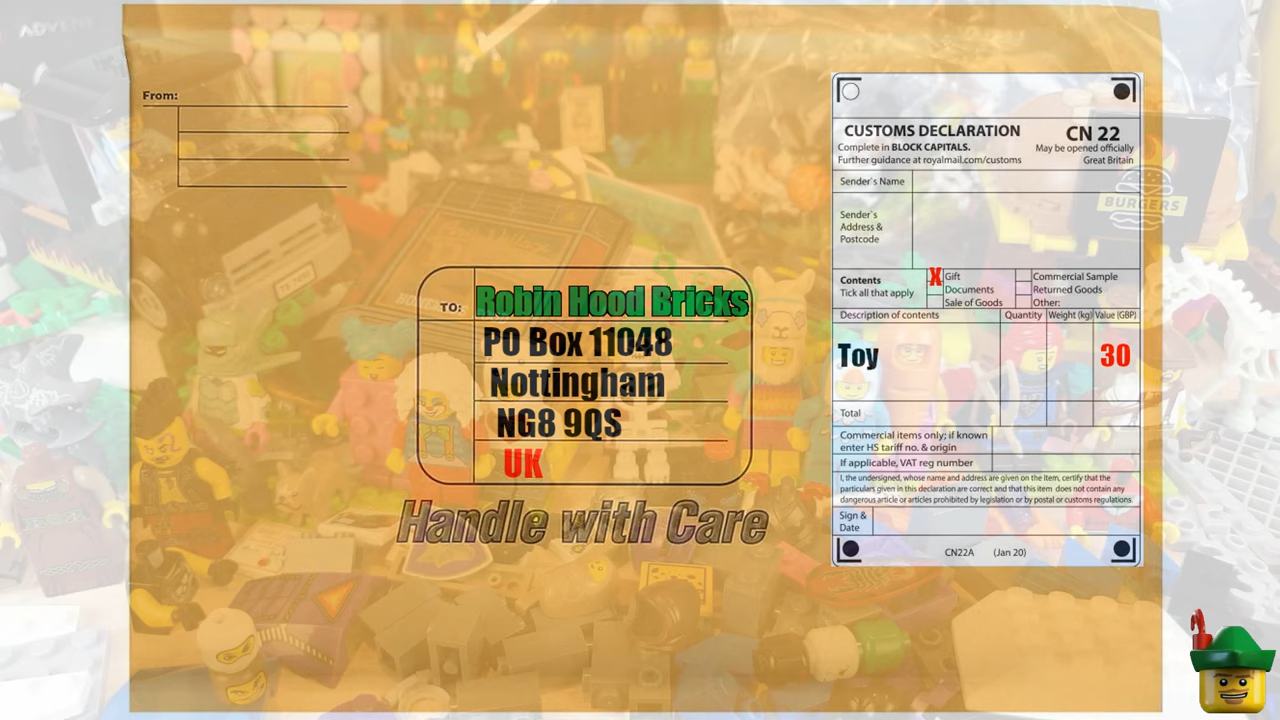 From:
TO: Robin Hood Bricks
PO Box 11048
Nottingham
NG8 9QS
UK
Handle with Care
CUSTOMS DECLARATION CN 22
Complete in BLOCK CAPITALS. May be opened officially
Further guidance at royalmail.com/customs Great Britain
Sender`s Name
Sender`s
Address &
Postcode
Contents
Tick all that apply
X Gift
Documents
Sale of Goods
Commercial Sample
Returned Goods
Other:
Description of contents Quantity Weight (kg) Value (GBP)
Toy 30
Total
Commercial items only; if known
enter HS tariff no. & origin
If applicable, VAT reg number
I, the undersigned, whose name and address are given on the Item, certify that the
particulars given in this declaration are correct and that this item does not contain any
dangerous article or articles prohibited by legislation or by postal or customs regulations.
Sign &
Date
CN22A (Jan 20)
BURGERS